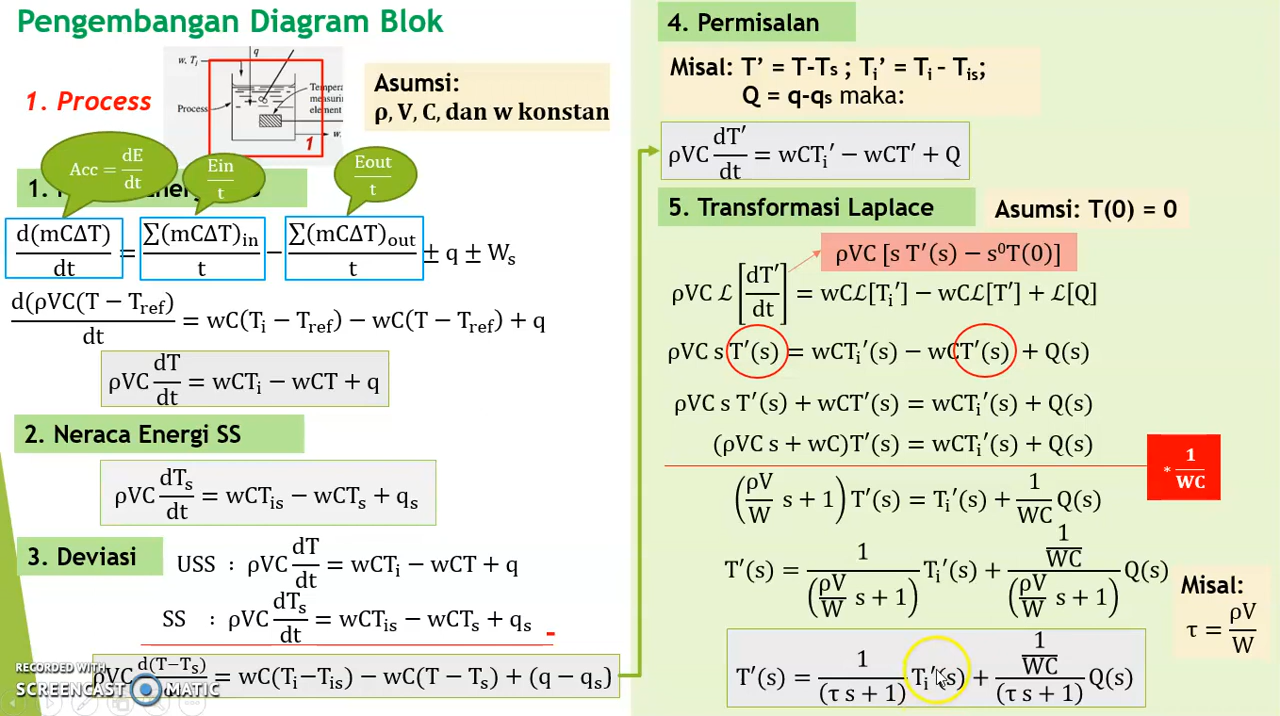 Pengembangan Diagram Blok
1. Process
q
w, Ti
Process
measuring
element
w,
1
Asumsi:
ρ, V, C, dan w konstan
Acc = dE/dt
Ein/t
Eout/t
1.
d(mCΔT)/dt = ∑(mCΔT)in/t − ∑(mCΔT)out/t ± q ± Ws
d(ρVC(T − Tref)/dt = wC(Ti − Tref) − wC(T − Tref) + q
ρVC dT/dt = wCTi − wCT + q
2. Neraca Energi SS
ρVC dTs/dt = wCTis − wCTs + qs
3. Deviasi
USS : ρVC dT/dt = wCTi − wCT + q
SS : ρVC dTs/dt = wCTis − wCTs + qs
-
ρVC d(T−Ts)/dt = wC(Ti−Tis) − wC(T − Ts) + (q − qs)
RECORDED WITH
SCREENCAST MATIC
4. Permisalan
Misal: T’ = T-Ts ; Ti’ = Ti – Tis;
Q = q-qs maka:
ρVC dT′/dt = wCTi′ − wCT′ + Q
5. Transformasi Laplace
Asumsi: T(0) = 0
ρVC [s T′(s) − s⁰T(0)]
ρVC ℒ [dT′/dt] = wCℒ[Ti′] − wCℒ[T′] + ℒ[Q]
ρVC s T′(s) = wCTi′(s) − wCT′(s) + Q(s)
ρVC s T′(s) + wCT′(s) = wCTi′(s) + Q(s)
(ρVC s + wC)T′(s) = wCTi′(s) + Q(s)
* 1/WC
(ρV/W s + 1) T′(s) = Ti′(s) + 1/WC Q(s)
T′(s) = 1/(ρV/W s + 1) Ti′(s) + 1/WC/(ρV/W s + 1) Q(s)
Misal:
τ = ρV/W
T′(s) = 1/(τ s + 1) Ti′(s) + 1/WC/(τ s + 1) Q(s)